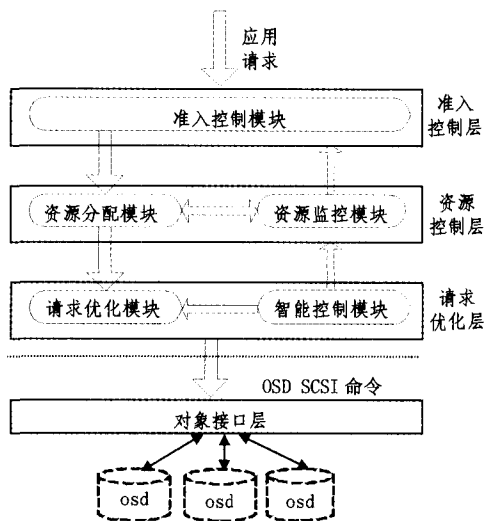 应用
请求
准入控制模块
准入
控制层
资源分配模块
资源监控模块
资源
控制层
请求优化模块
智能控制模块
请求
优化层
OSD SCSI 命令
对象接口层
osd
osd
osd